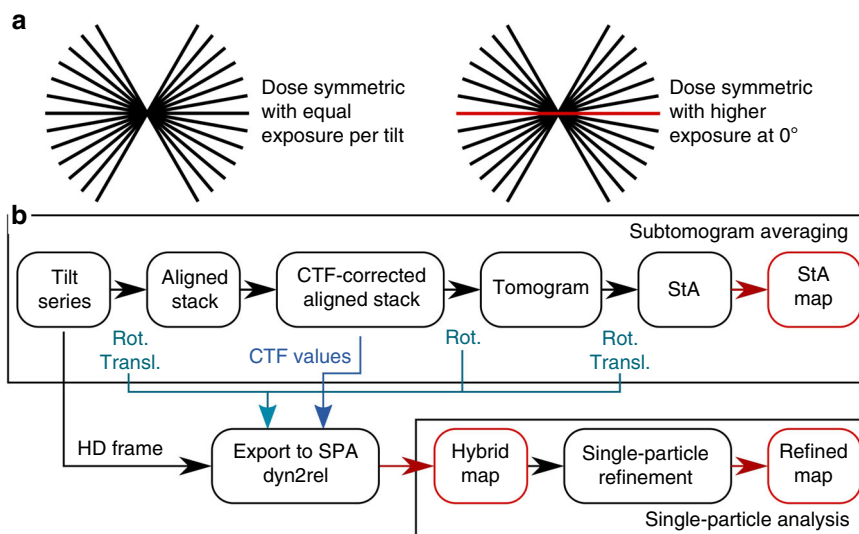 a
Dose symmetric
with equal
exposure per tilt
Dose symmetric
with higher
exposure at 0°
b
Subtomogram averaging
Tilt
series
Aligned
stack
CTF-corrected
aligned stack
Tomogram
StA
StA
map
Rot.
Transl.
CTF values
Rot.
Rot.
Transl.
HD frame
Export to SPA
dyn2rel
Hybrid
map
Single-particle
refinement
Refined
map
Single-particle analysis